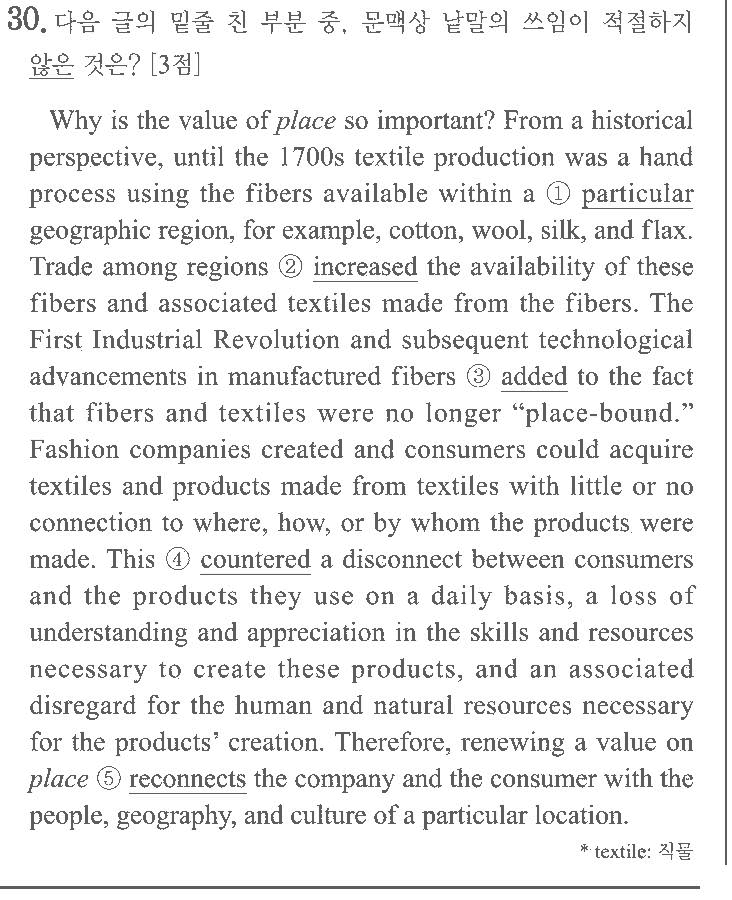 30. 다음 글의 밑줄 친 부분 중, 문맥상 낱말의 쓰임이 적절하지
않은 것은? [3점]
Why is the value of place so important? From a historical
perspective, until the 1700s textile production was a hand
process using the fibers available within a ① particular
geographic region, for example, cotton, wool, silk, and flax.
Trade among regions ② increased the availability of these
fibers and associated textiles made from the fibers. The
First Industrial Revolution and subsequent technological
advancements in manufactured fibers ③ added to the fact
that fibers and textiles were no longer “place-bound.”
Fashion companies created and consumers could acquire
textiles and products made from textiles with little or no
connection to where, how, or by whom the products were
made. This ④ countered a disconnect between consumers
and the products they use on a daily basis, a loss of
understanding and appreciation in the skills and resources
necessary to create these products, and an associated
disregard for the human and natural resources necessary
for the products’ creation. Therefore, renewing a value on
place ⑤ reconnects the company and the consumer with the
people, geography, and culture of a particular location.
* textile: 직물